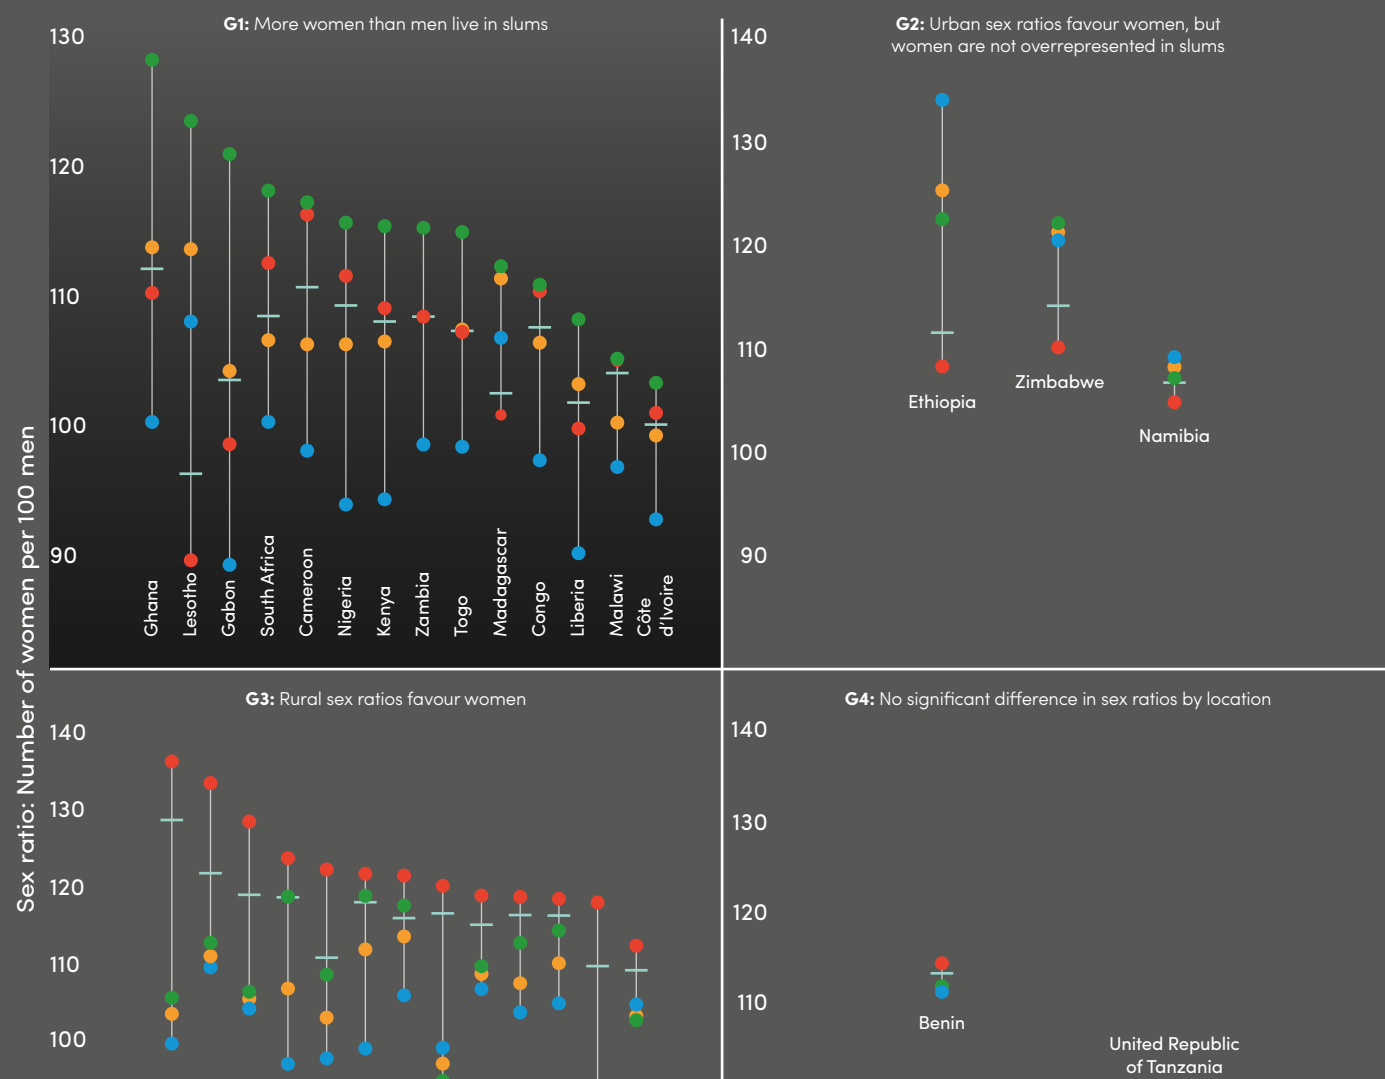 G1: More women than men live in slums
130
120
110
100
90
Ghana
Lesotho
Gabon
South Africa
Cameroon
Nigeria
Kenya
Zambia
Togo
Madagascar
Congo
Liberia
Malawi
Côte
d’Ivoire
G2: Urban sex ratios favour women, but
women are not overrepresented in slums
140
130
120
110
100
90
Ethiopia
Zimbabwe
Namibia
Sex ratio: Number of women per 100 men
G3: Rural sex ratios favour women
140
130
120
110
100
G4: No significant difference in sex ratios by location
140
130
120
110
Benin
United Republic
of Tanzania